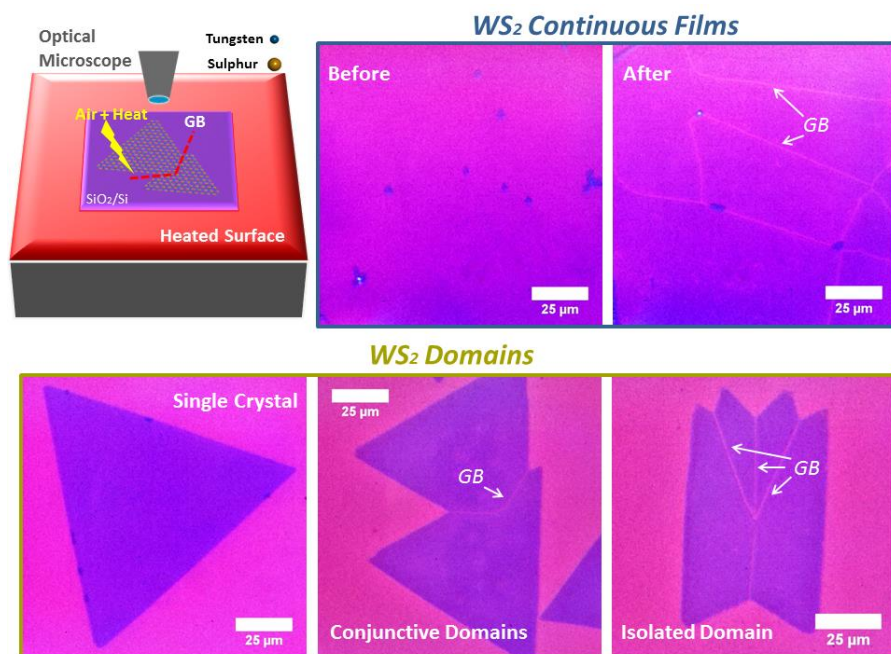 Optical
Microscope
Tungsten
Sulphur
Air + Heat
GB
SiO₂/Si
Heated Surface
WS₂ Continuous Films
Before
25 µm
After
GB
25 µm
WS₂ Domains
Single Crystal
25 µm
25 µm
GB
Conjunctive Domains
GB
Isolated Domain
25 µm